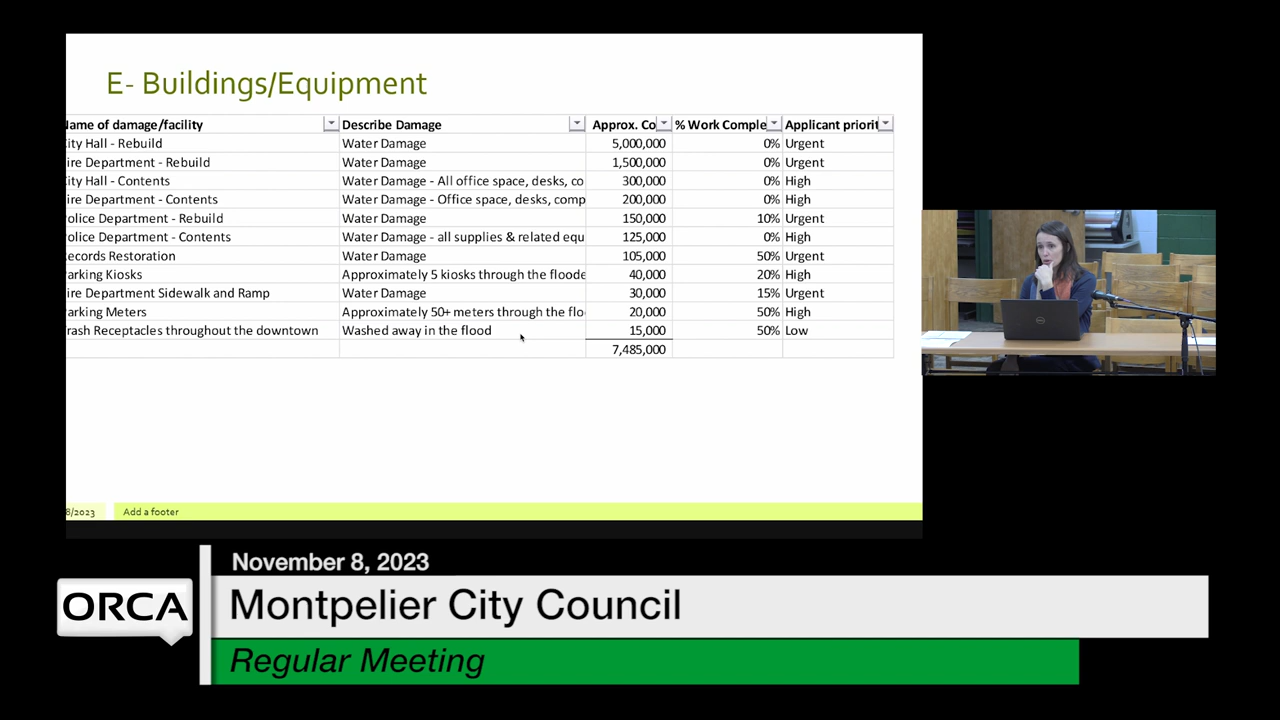 E- Buildings/Equipment
Name of damage/facility Describe Damage Approx. Co % Work Comple Applicant priorit
City Hall - Rebuild Water Damage 5,000,000 0% Urgent
ire Department - Rebuild Water Damage 1,500,000 0% Urgent
City Hall - Contents Water Damage - All office space, desks, co 300,000 0% High
ire Department - Contents Water Damage - Office space, desks, comp 200,000 0% High
olice Department - Rebuild Water Damage 150,000 10% Urgent
olice Department - Contents Water Damage - all supplies & related equ 125,000 0% High
ecords Restoration Water Damage 105,000 50% Urgent
arking Kiosks Approximately 5 kiosks through the floode 40,000 20% High
ire Department Sidewalk and Ramp Water Damage 30,000 15% Urgent
arking Meters Approximately 50+ meters through the flo 20,000 50% High
rash Receptacles throughout the downtown Washed away in the flood 15,000 50% Low
7,485,000
8/2023 Add a footer
November 8, 2023
ORCA
Montpelier City Council
Regular Meeting